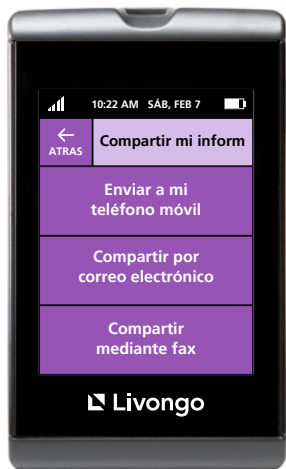 10:22 AM SÁB, FEB 7
ATRAS
Compartir mi inform
Enviar a mi
teléfono móvil
Compartir por
correo electrónico
Compartir
mediante fax
Livongo